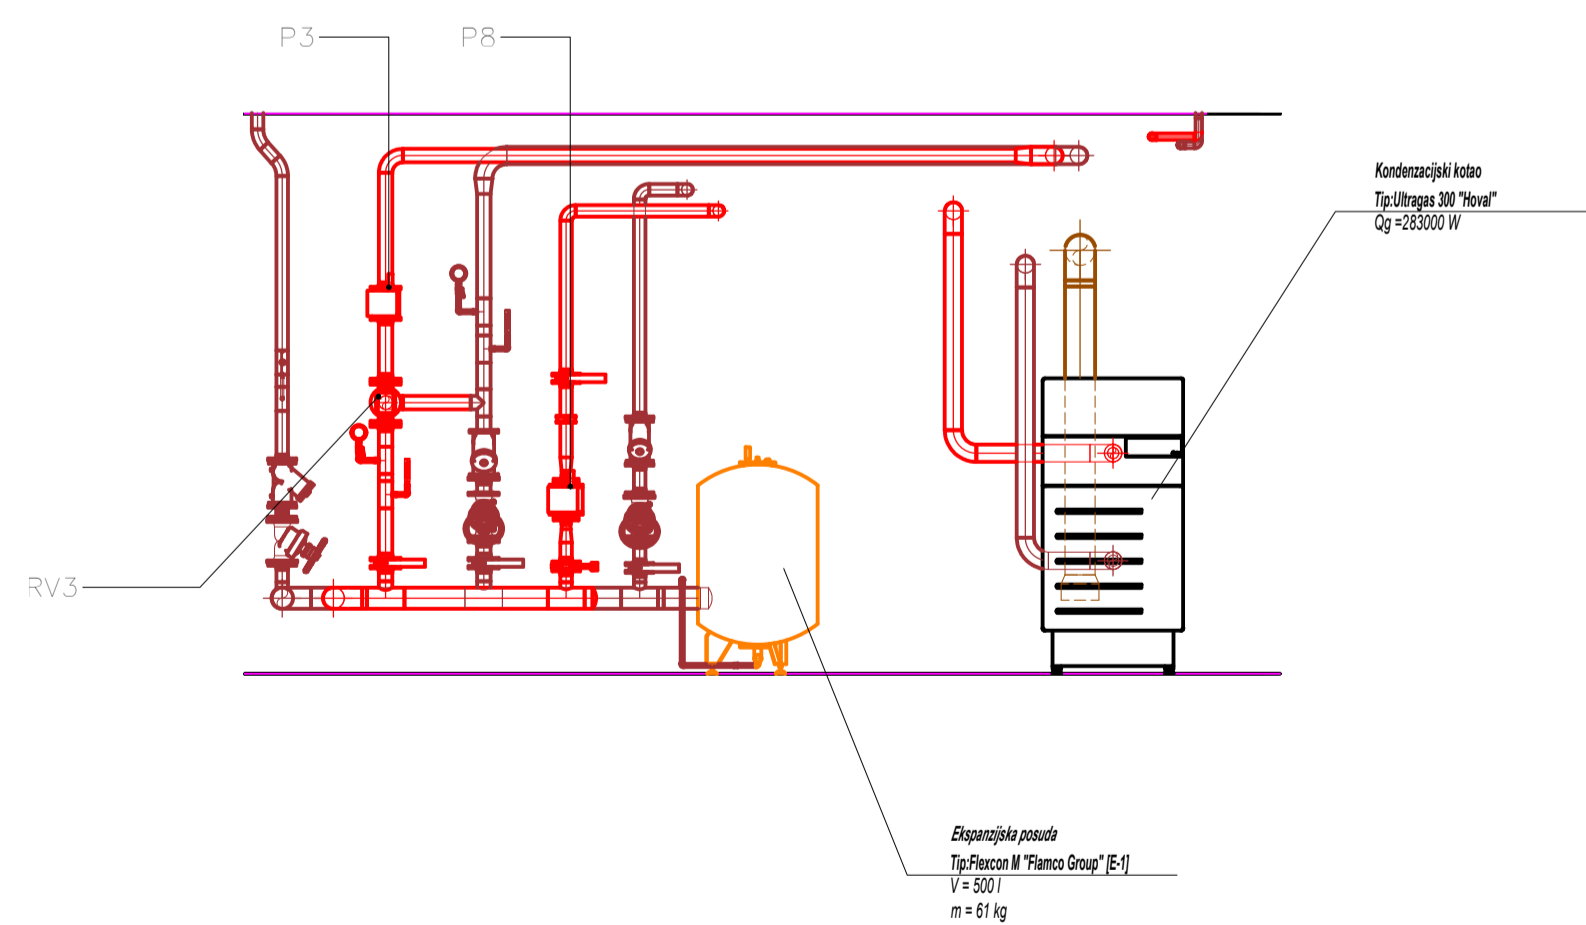 P3
P8
Kondenzacijski kotao
Tip:Ultragas 300 "Hoval"
Qg =283000 W
RV3
Ekspanzijska posuda
Tip:Flexcon M "Flamco Group" [E-1]
V = 500 l
m = 61 kg